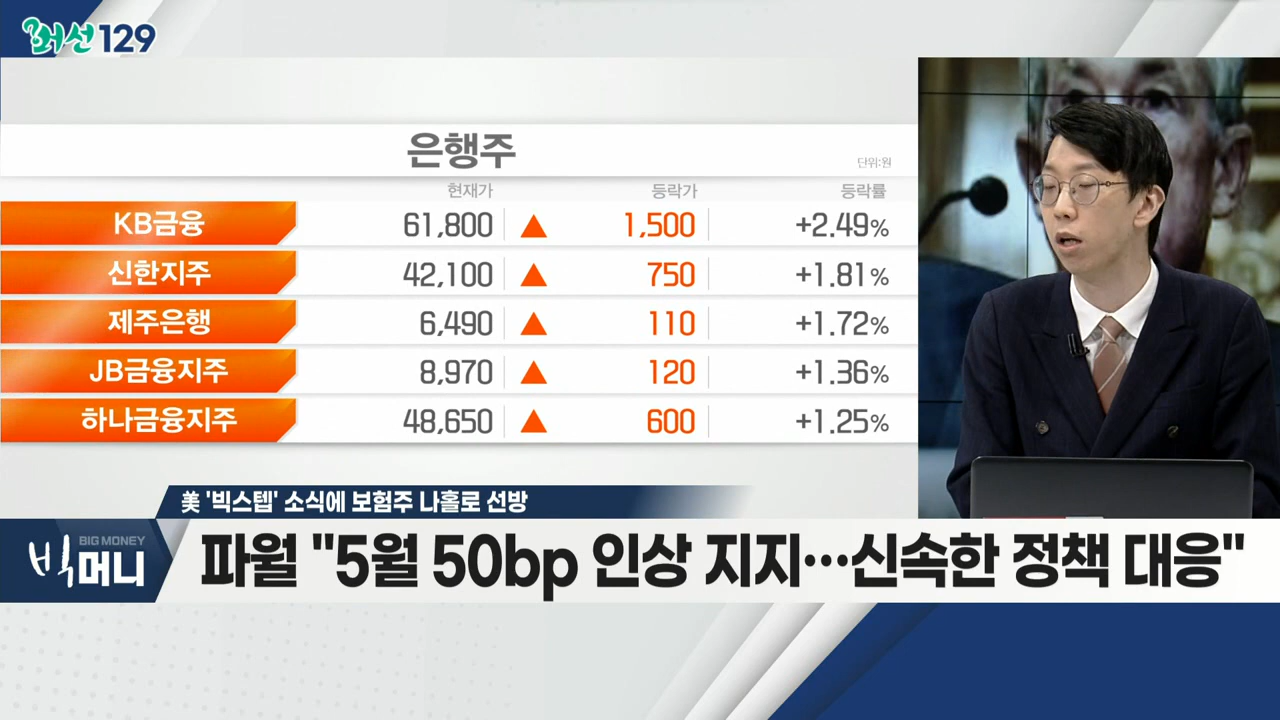 머선129
은행주
단위:원
현재가 등락가 등락률
KB금융 61,800 ▲ 1,500 +2.49%
신한지주 42,100 ▲ 750 +1.81%
제주은행 6,490 ▲ 110 +1.72%
JB금융지주 8,970 ▲ 120 +1.36%
하나금융지주 48,650 ▲ 600 +1.25%
美 '빅스텝' 소식에 보험주 나홀로 선방
BIG MONEY
빅머니
파월 "5월 50bp 인상 지지…신속한 정책 대응"